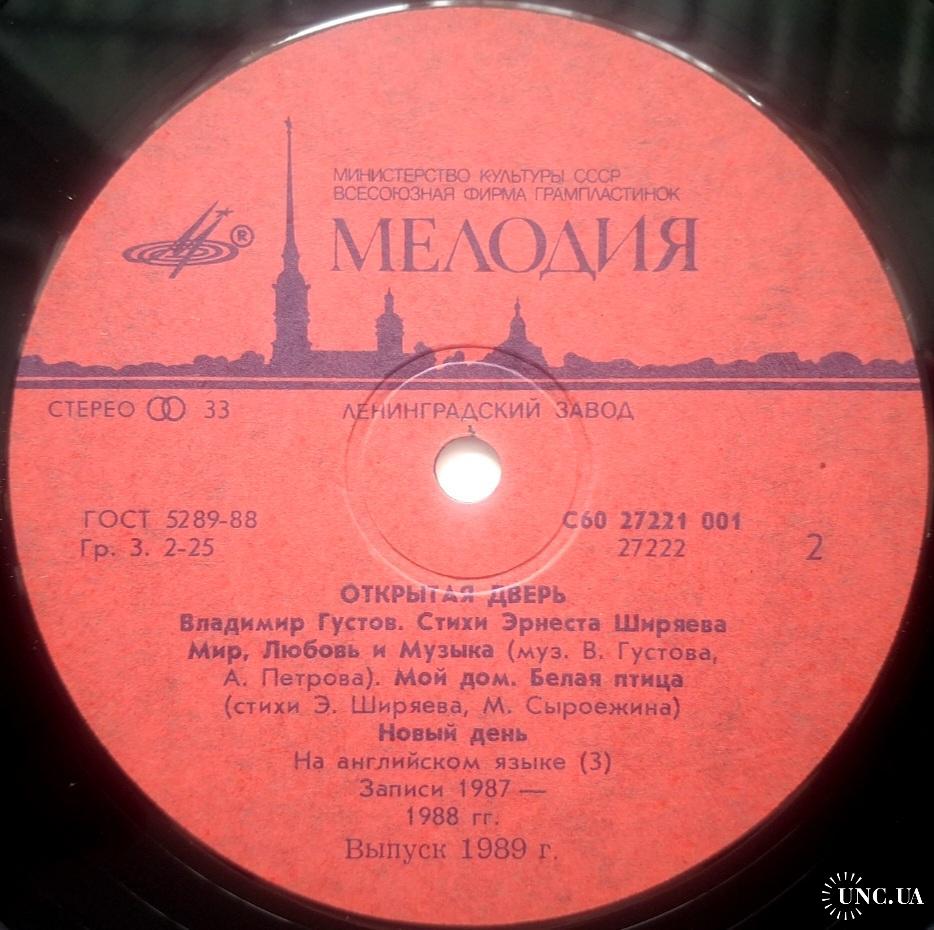 МИНИСТЕРСТВО КУЛЬТУРЫ СССР
ВСЕСОЮЗНАЯ ФИРМА ГРАМПЛАСТИНОК
МЕЛОДИЯ
®
СТЕРЕО 33
ЛЕНИНГРАДСКИЙ ЗАВОД
ГОСТ 5289-88
Гр. 3. 2-25
С60 27221 001
27222
2
ОТКРЫТАЯ ДВЕРЬ
Владимир Густов. Стихи Эрнеста Ширяева
Мир, Любовь и Музыка (муз. В. Густова,
А. Петрова). Мой дом. Белая птица
(стихи Э. Ширяева, М. Сыроежина)
Новый день
На английском языке (3)
Записи 1987 —
1988 гг.
Выпуск 1989 г.
UNC.UA